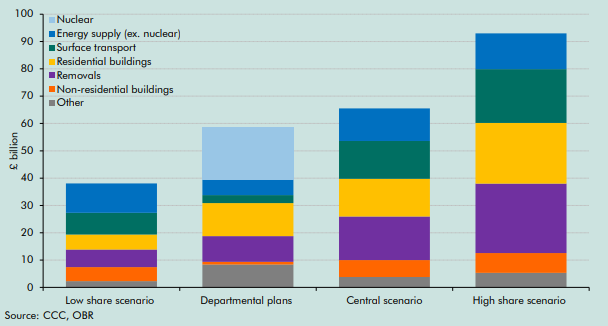 100
90
80
70
60
50
40
30
20
10
0
£ billion
Nuclear
Energy supply (ex. nuclear)
Surface transport
Residential buildings
Removals
Non-residential buildings
Other
Low share scenario
Departmental plans
Central scenario
High share scenario
Source: CCC, OBR